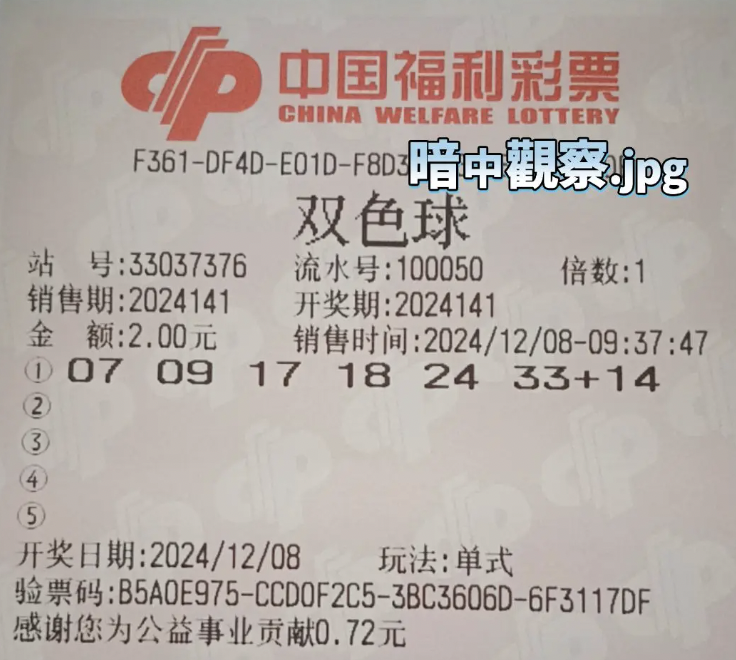 中国福利彩票
CHINA WELFARE LOTTERY
F361-DF4D-E01D-F8D3
暗中觀察.jpg
双色球
站 号:33037376 流水号:100050 倍数:1
销售期:2024141 开奖期:2024141
金 额:2.00元 销售时间:2024/12/08-09:37:47
① 07 09 17 18 24 33+14
②
③
④
⑤
开奖日期:2024/12/08 玩法:单式
验票码:B5A0E975-CCD0F2C5-3BC3606D-6F3117DF
感谢您为公益事业贡献0.72元